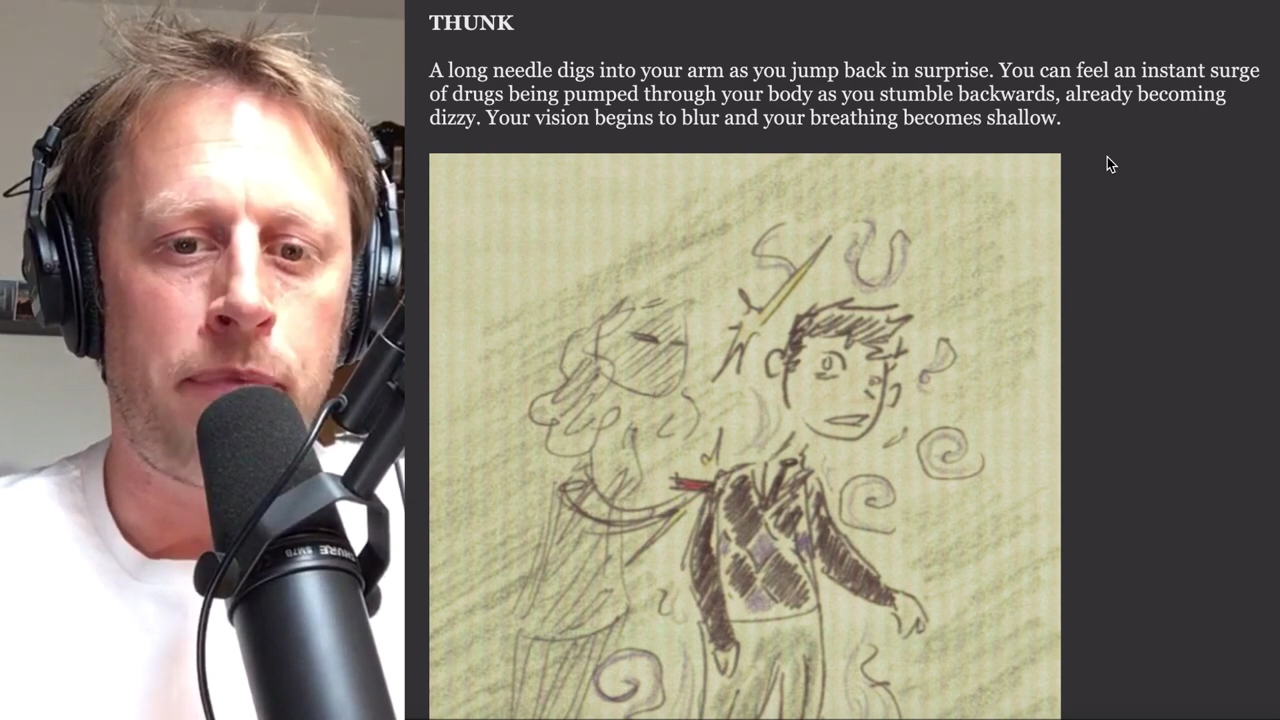 THUNK
A long needle digs into your arm as you jump back in surprise. You can feel an instant surge
of drugs being pumped through your body as you stumble backwards, already becoming
dizzy. Your vision begins to blur and your breathing becomes shallow.
SHURE SM7B